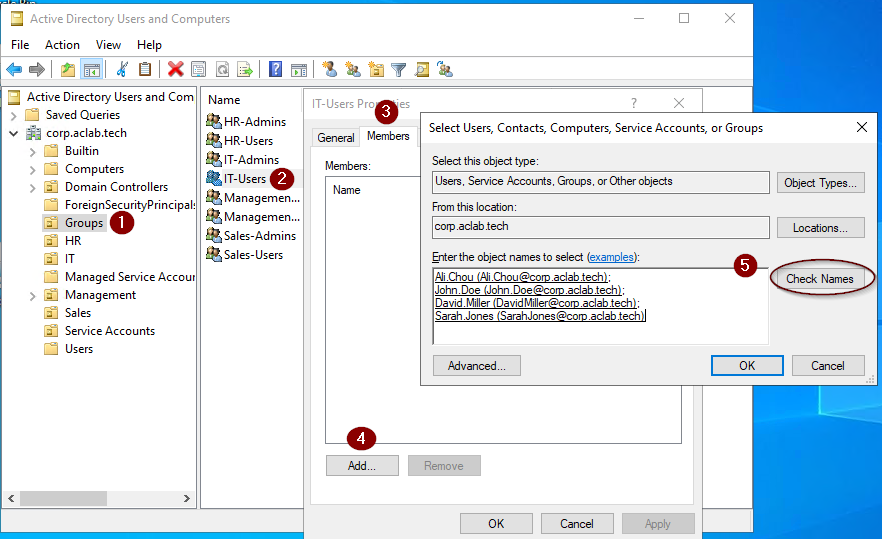 Active Directory Users and Computers
File Action View Help
Active Directory Users and Com
Saved Queries
corp.aclab.tech
Builtin
Computers
Domain Controllers
ForeignSecurityPrincipals
Groups
1
HR
IT
Managed Service Accour
Management
Sales
Service Accounts
Users
Name
HR-Admins
HR-Users
IT-Admins
IT-Users
2
Managemen...
Managemen...
Sales-Admins
Sales-Users
IT-Users Properties
?
3
General
Members
Members:
Name
4
Add...
Remove
OK
Cancel
Apply
Select Users, Contacts, Computers, Service Accounts, or Groups
Select this object type:
Users, Service Accounts, Groups, or Other objects
Object Types...
From this location:
corp.aclab.tech
Locations...
Enter the object names to select (examples):
5
Ali.Chou (Ali.Chou@corp.aclab.tech);
John.Doe (John.Doe@corp.aclab.tech);
David.Miller (DavidMiller@corp.aclab.tech);
Sarah.Jones (SarahJones@corp.aclab.tech)
Check Names
Advanced...
OK
Cancel